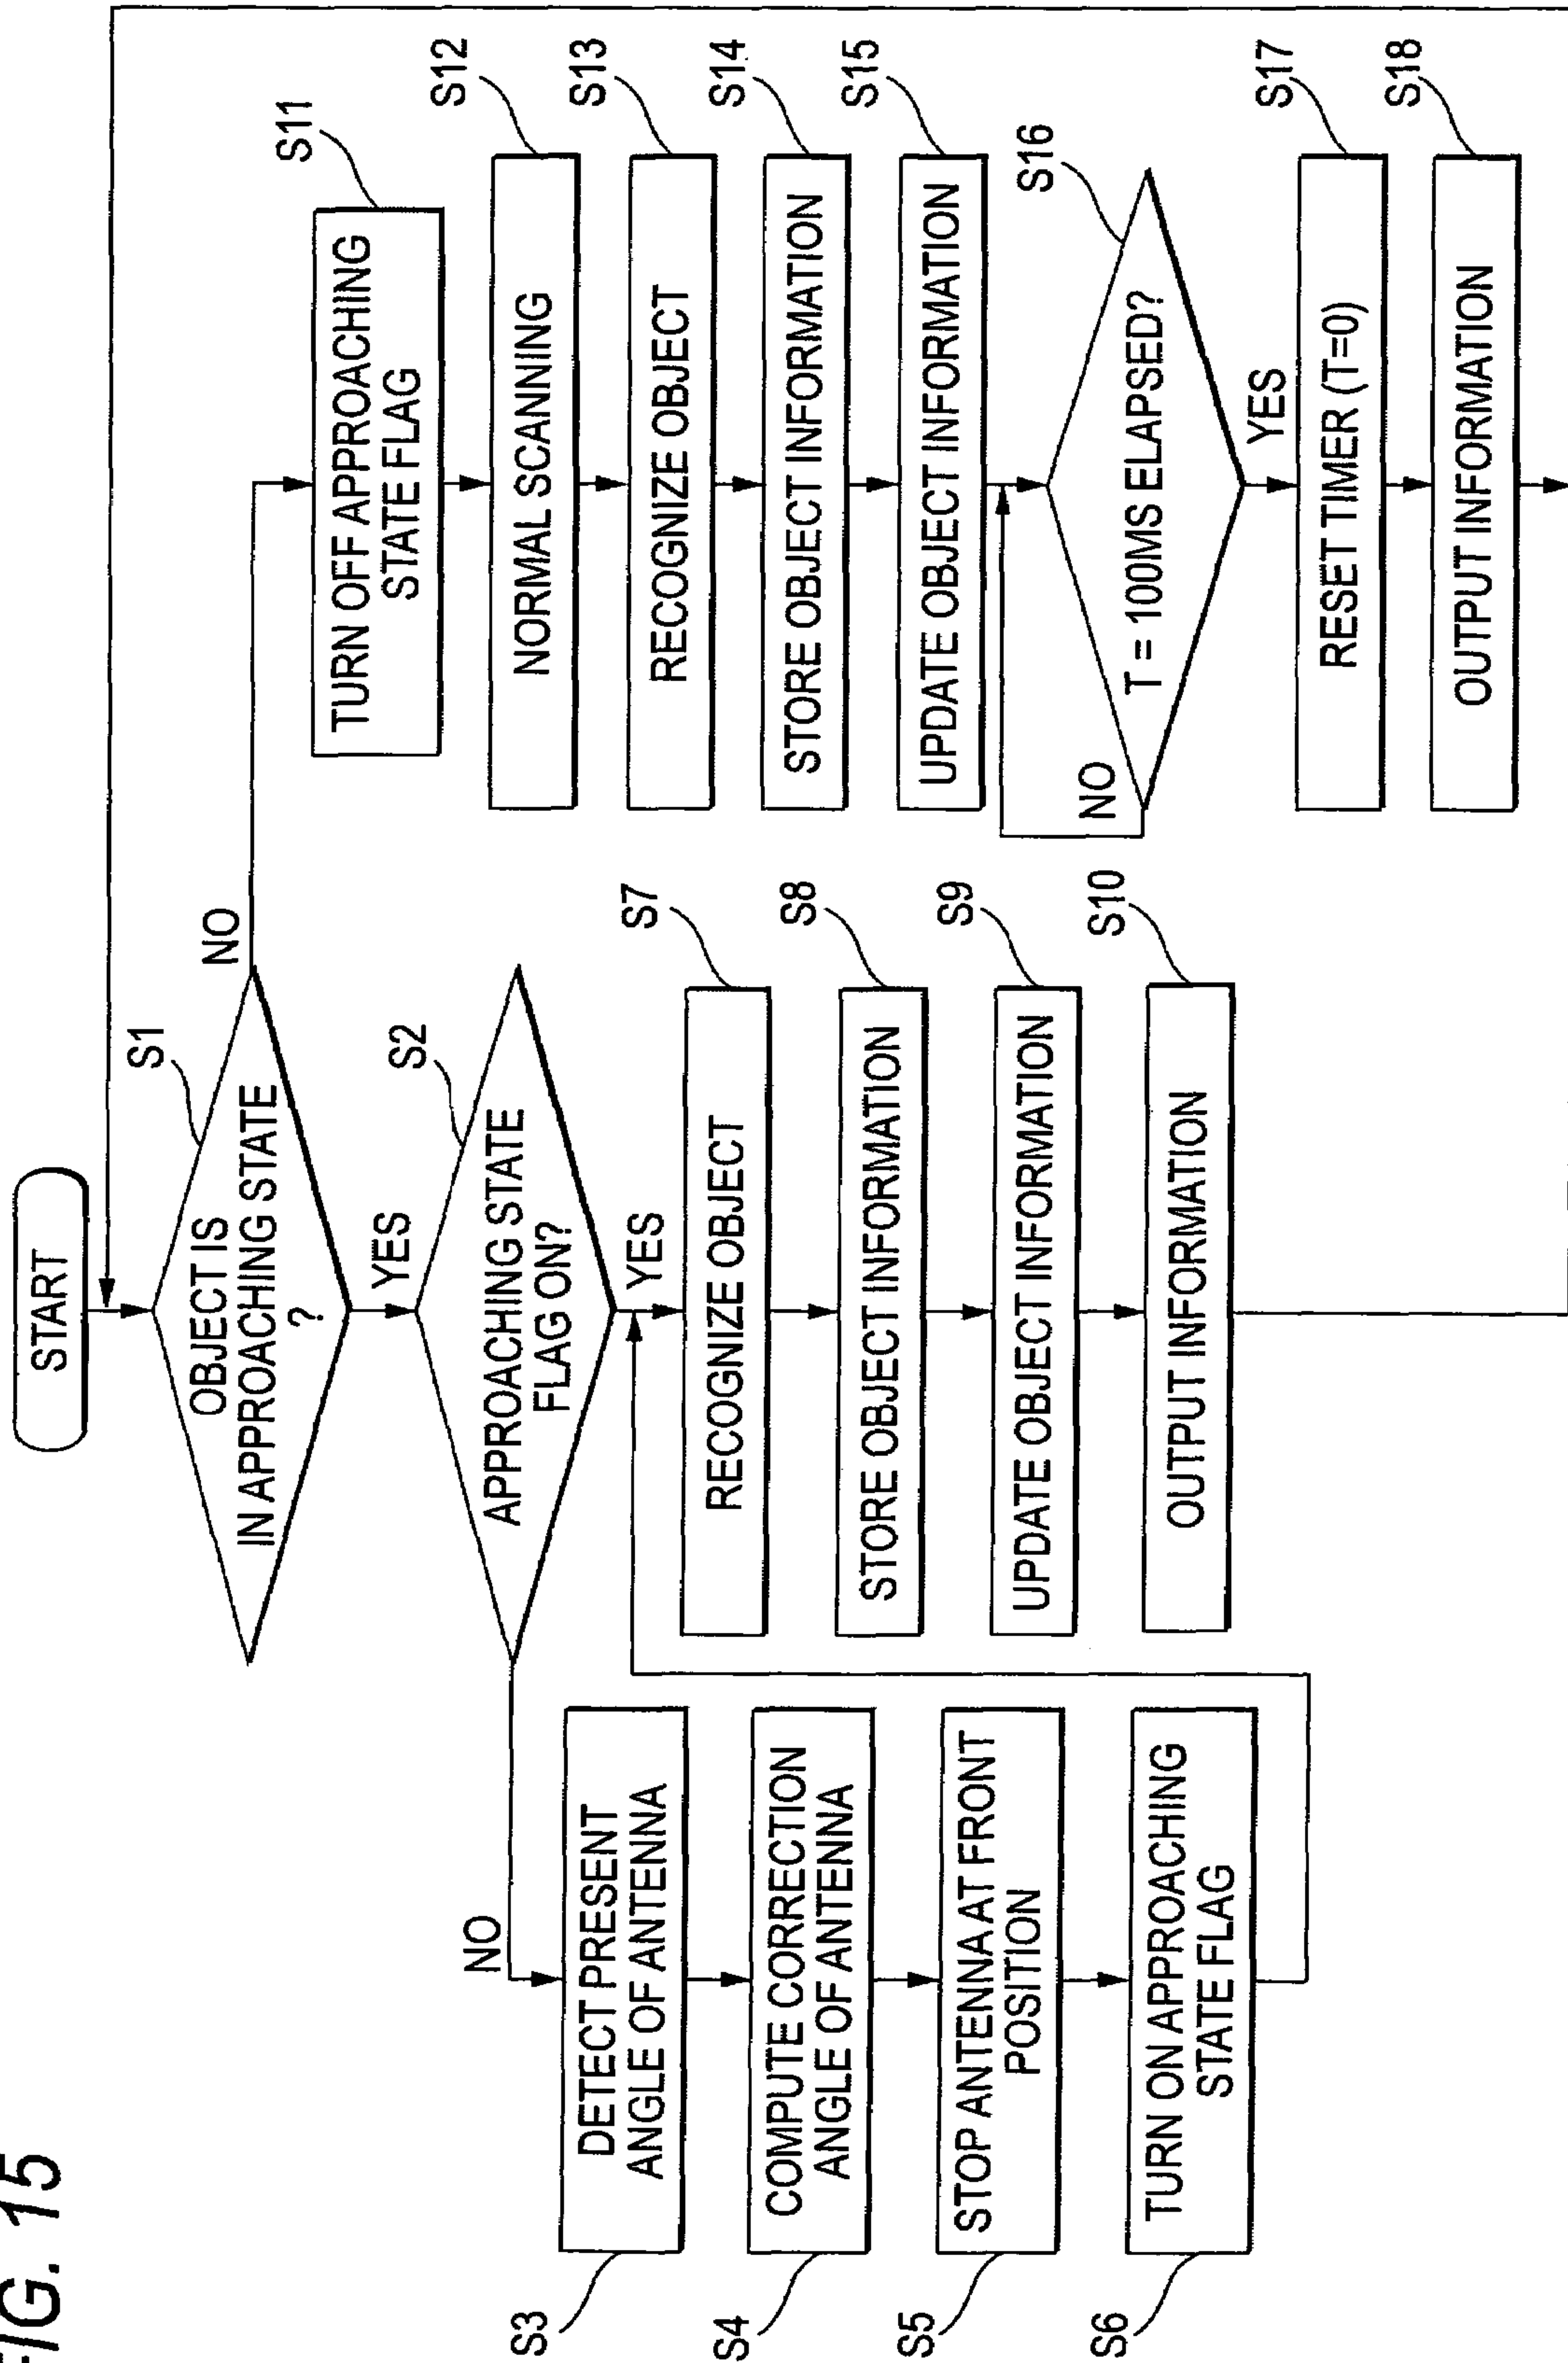 FIG. 15
START
S1
OBJECT IS
IN APPROACHING STATE
?
NO
YES
S2
APPROACHING STATE
FLAG ON?
NO
YES
S3
DETECT PRESENT
ANGLE OF ANTENNA
S4
COMPUTE CORRECTION
ANGLE OF ANTENNA
S5
STOP ANTENNA AT FRONT
POSITION
S6
TURN ON APPROACHING
STATE FLAG
S7
RECOGNIZE OBJECT
S8
STORE OBJECT INFORMATION
S9
UPDATE OBJECT INFORMATION
S10
OUTPUT INFORMATION
S11
TURN OFF APPROACHING
STATE FLAG
S12
NORMAL SCANNING
S13
RECOGNIZE OBJECT
S14
STORE OBJECT INFORMATION
S15
UPDATE OBJECT INFORMATION
S16
T = 100MS ELAPSED?
NO
YES
S17
RESET TIMER (T=0)
S18
OUTPUT INFORMATION